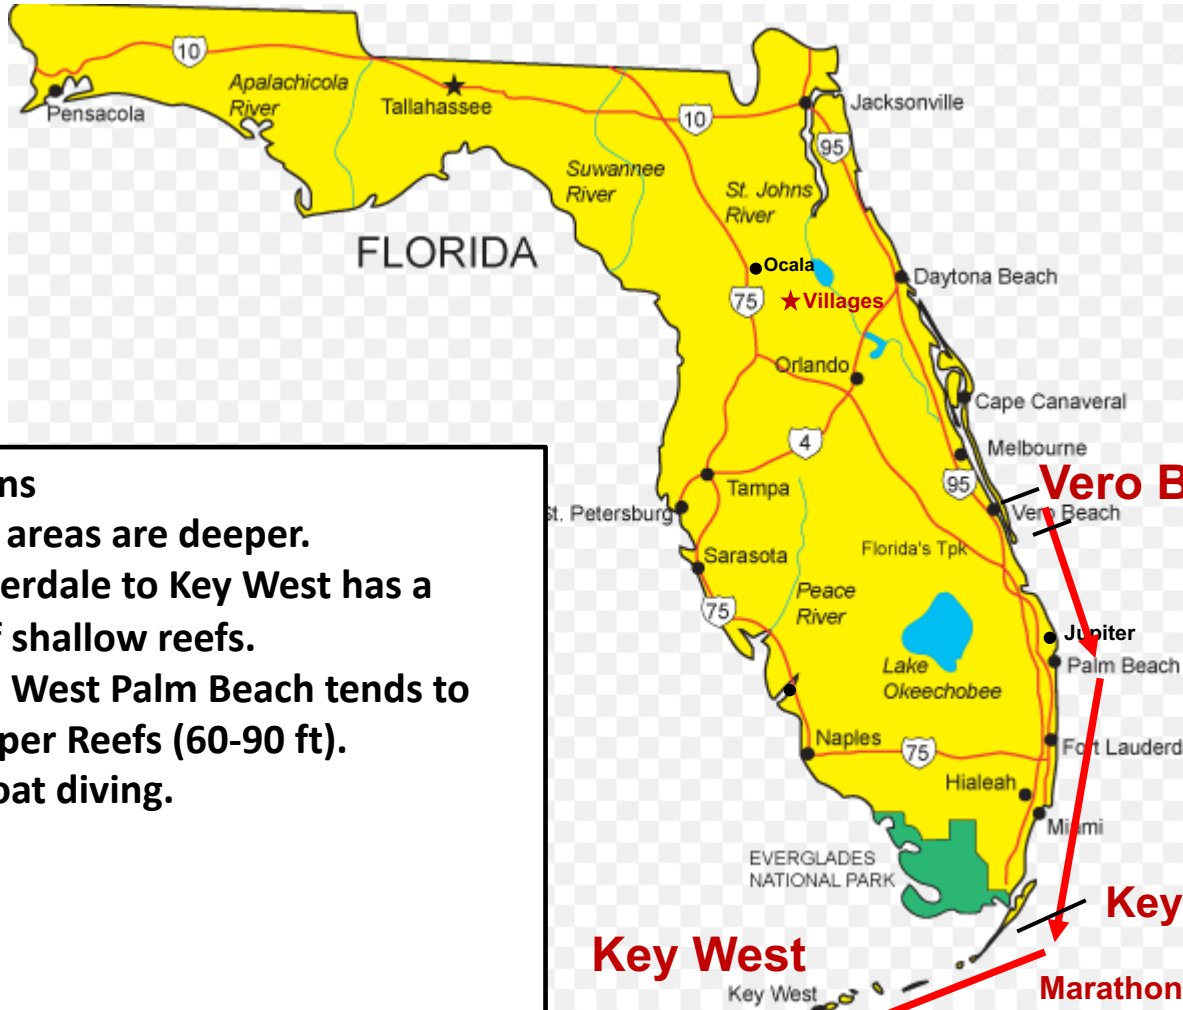 10
Apalachicola
River
Pensacola
Tallahassee
10
Jacksonville
95
Suwannee
River
St. Johns
River
FLORIDA
Ocala
Daytona Beach
75
Villages
Orlando
Cape Canaveral
4
Melbourne
95
Vero B
Tampa
St. Petersburg
Vero Beach
Sarasota
Florida's Tpk
75
Peace
River
Jupiter
Lake
Okeechobee
Palm Beach
Naples
75
Fort Lauderd
Hialeah
Miami
EVERGLADES
NATIONAL PARK
Key
Key West
Key West
Marathon
ns
areas are deeper.
erdale to Key West has a
f shallow reefs.
West Palm Beach tends to
per Reefs (60-90 ft).
oat diving.